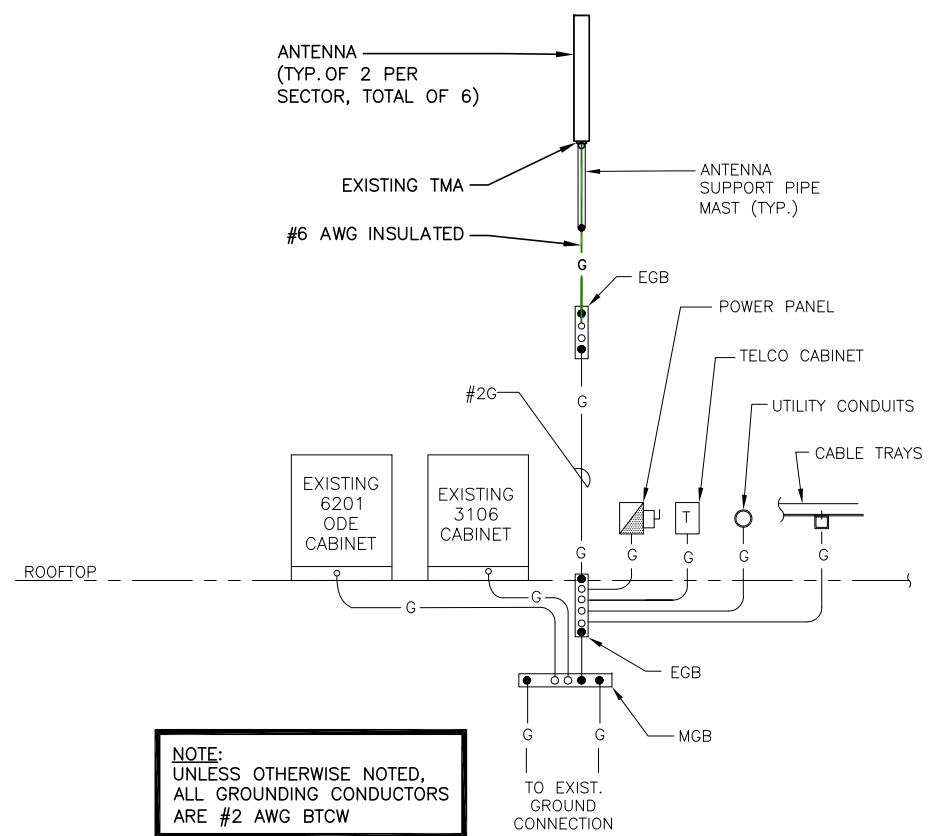 ANTENNA
(TYP. OF 2 PER
SECTOR, TOTAL OF 6)
EXISTING TMA
ANTENNA
SUPPORT PIPE
MAST (TYP.)
#6 AWG INSULATED
G
EGB
POWER PANEL
TELCO CABINET
#2G
G
UTILITY CONDUITS
CABLE TRAYS
EXISTING
6201
ODE
CABINET
EXISTING
3106
CABINET
T
G
G
G
G
G
ROOFTOP
G
G
EGB
MGB
G
G
TO EXIST.
GROUND
CONNECTION
NOTE:
UNLESS OTHERWISE NOTED,
ALL GROUNDING CONDUCTORS
ARE #2 AWG BTCW